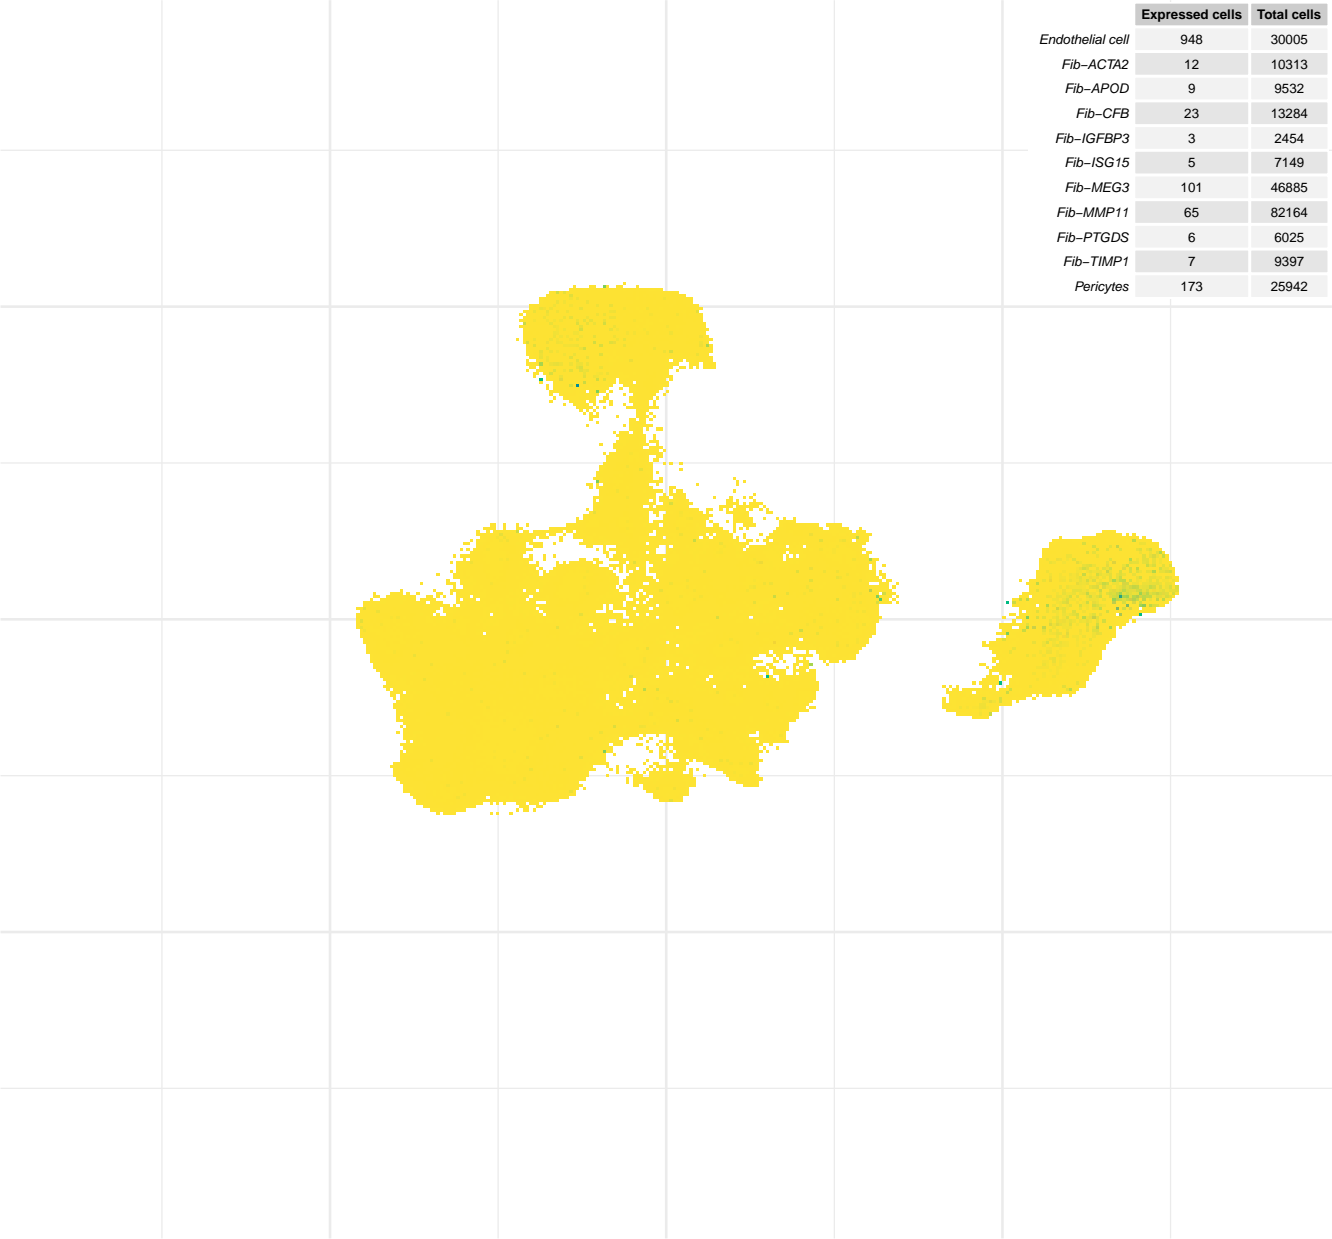 Expressed cells Total cells
Endothelial cell 948 30005
Fib−ACTA2 12 10313
Fib−APOD 9 9532
Fib−CFB 23 13284
Fib−IGFBP3 3 2454
Fib−ISG15 5 7149
Fib−MEG3 101 46885
Fib−MMP11 65 82164
Fib−PTGDS 6 6025
Fib−TIMP1 7 9397
Pericytes 173 25942